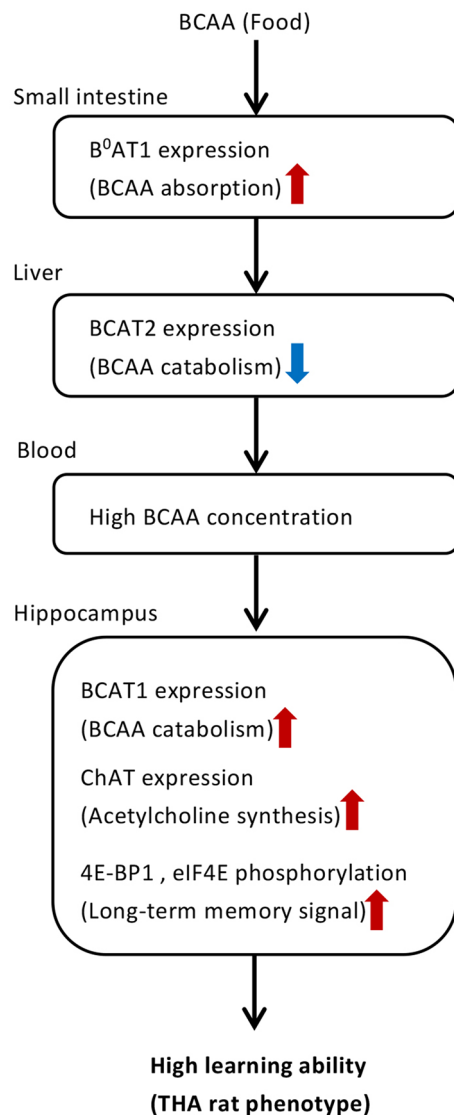 BCAA (Food)
Small intestine
B⁰AT1 expression
(BCAA absorption)
Liver
BCAT2 expression
(BCAA catabolism)
Blood
High BCAA concentration
Hippocampus
BCAT1 expression
(BCAA catabolism)
ChAT expression
(Acetylcholine synthesis)
4E-BP1 , eIF4E phosphorylation
(Long-term memory signal)
High learning ability
(THA rat phenotype)